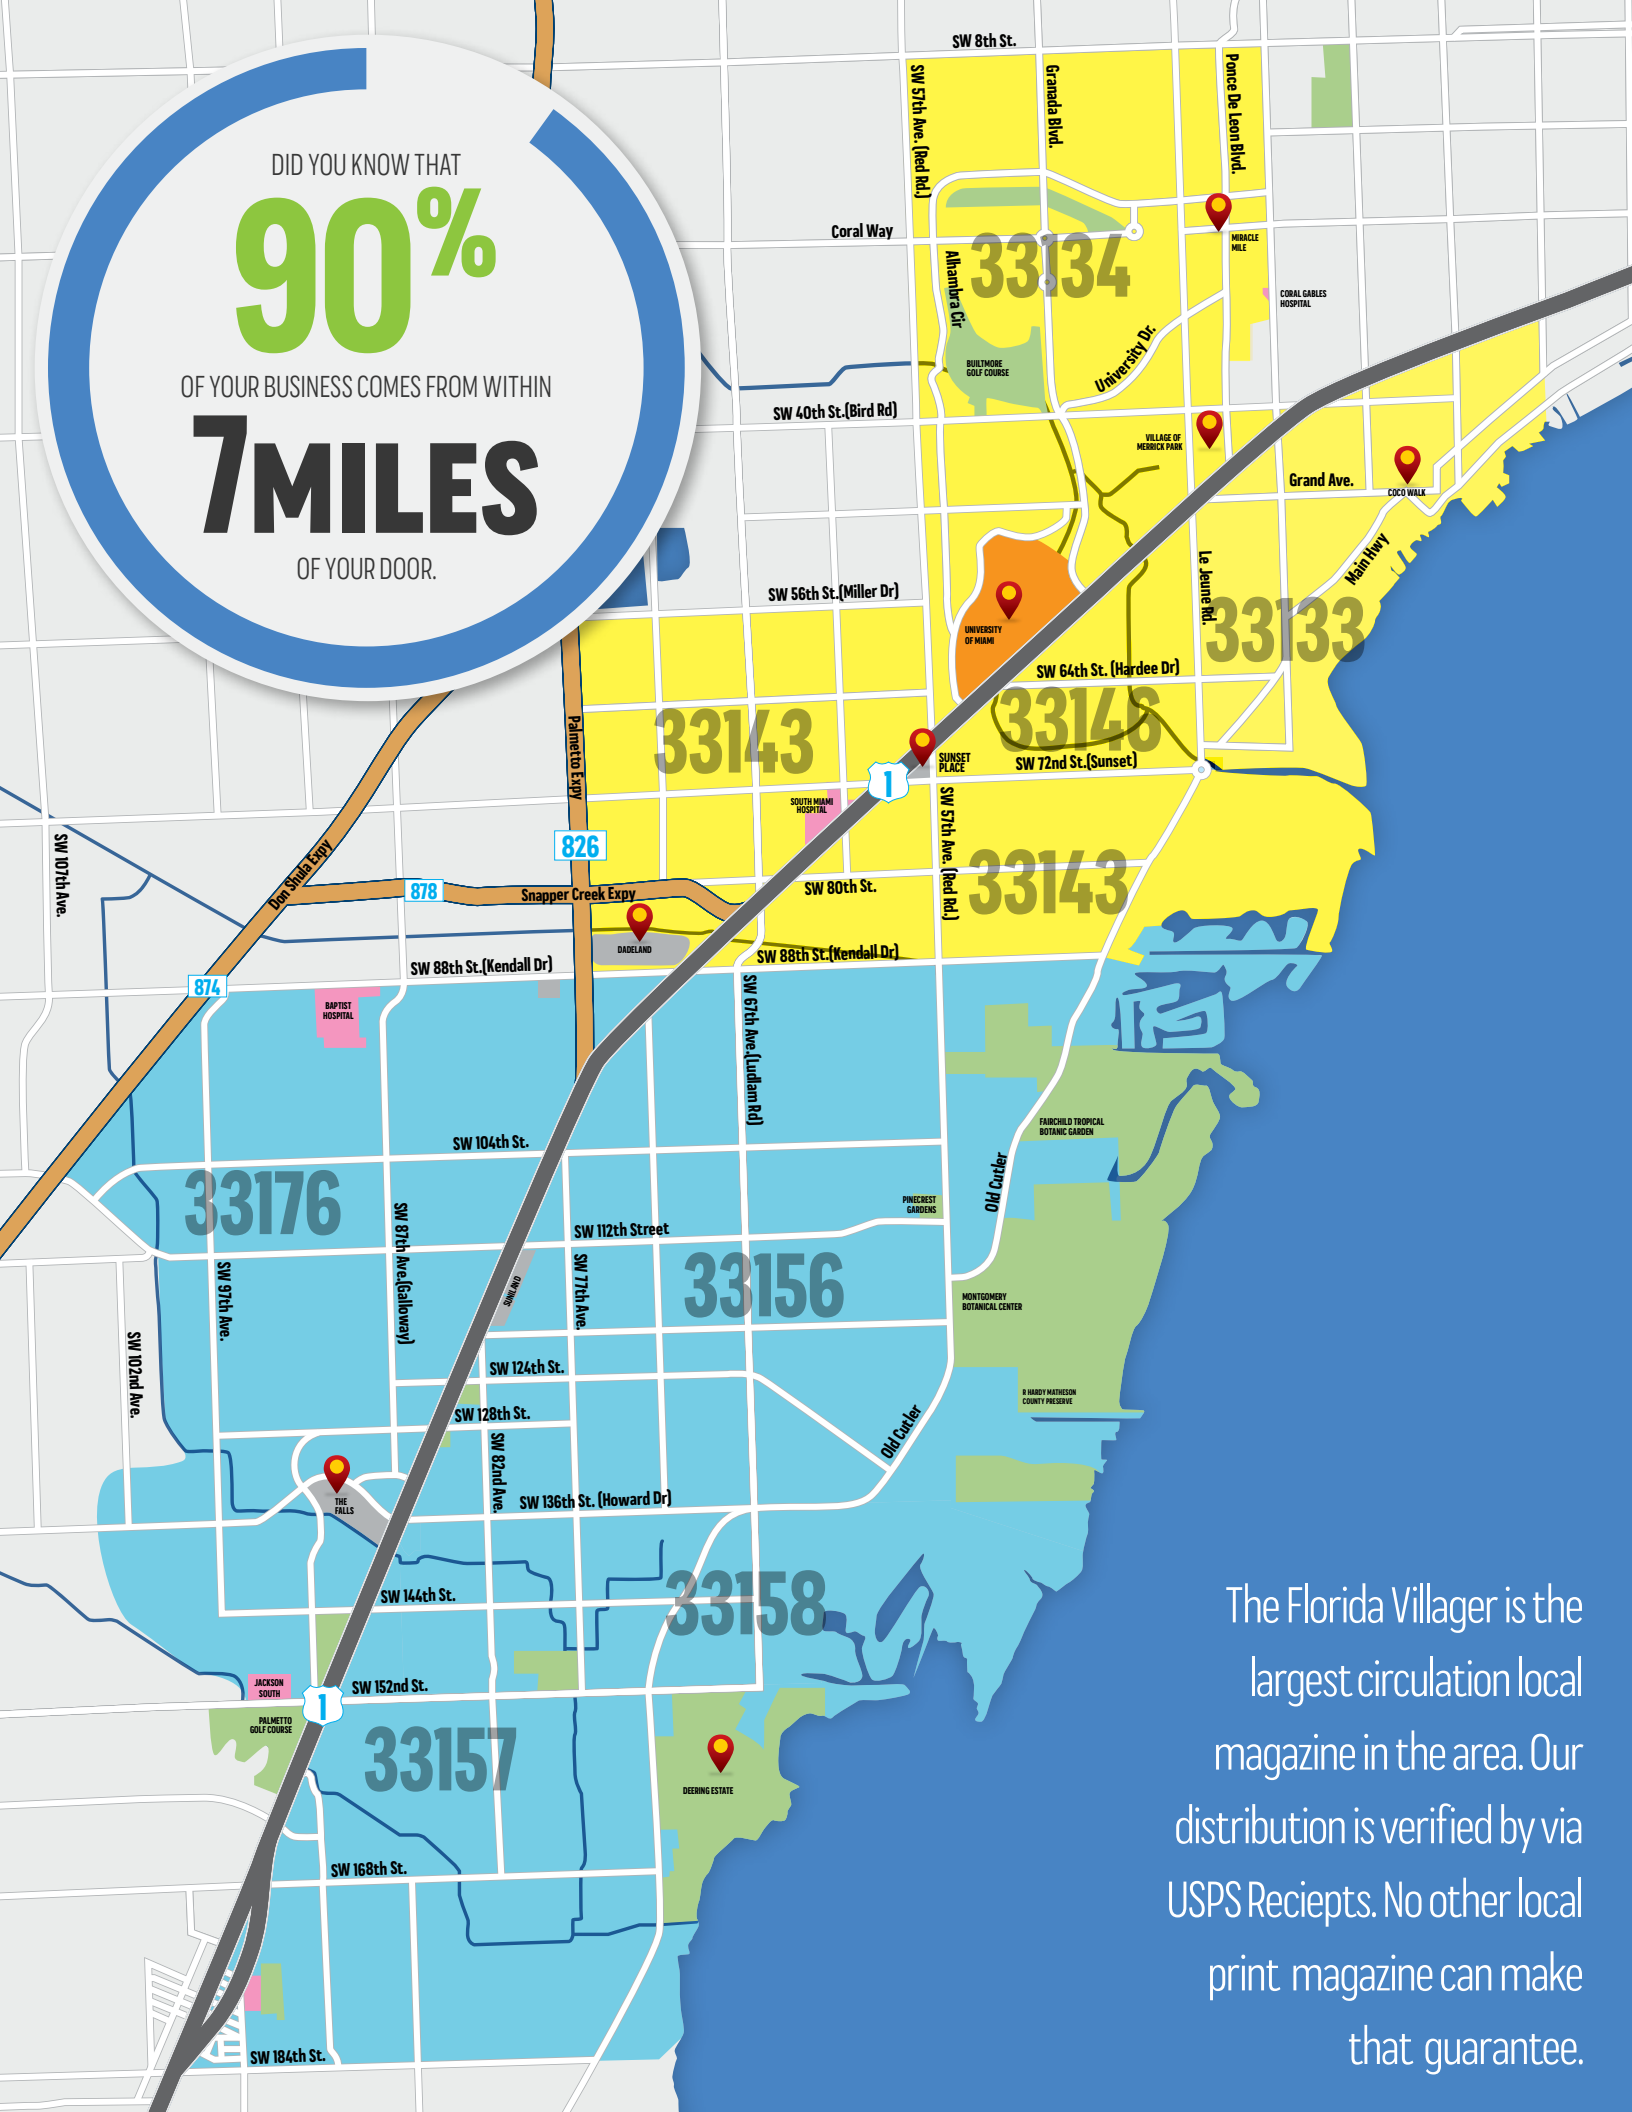 SW 8th St.
SW 57th Ave. (Red Rd.)
Granada Blvd.
Ponce De Leon Blvd.
DID YOU KNOW THAT
90%
OF YOUR BUSINESS COMES FROM WITHIN
7MILES
OF YOUR DOOR.
Coral Way
Alhambra Cir
33134
MIRACLE
MILE
CORAL GABLES
HOSPITAL
University Dr.
BUILTMORE
GOLF COURSE
SW 40th St.(Bird Rd)
VILLAGE OF
MERRICK PARK
Grand Ave.
COCO WALK
Main Hwy
Le Jeune Rd.
SW 56th St.(Miller Dr)
UNIVERSITY
OF MIAMI
33133
SW 64th St. (Hardee Dr)
33143
33146
Palmetto Expy
SUNSET
PLACE
SW 72nd St.(Sunset)
1
SOUTH MIAMI
HOSPITAL
SW 57th Ave. (Red Rd.)
826
SW 107th Ave.
Don Shula Expy
878
Snapper Creek Expy
SW 80th St.
33143
DADELAND
SW 88th St.(Kendall Dr)
SW 88th St.(Kendall Dr)
874
BAPTIST
HOSPITAL
SW 67th Ave.(Ludlam Rd)
FAIRCHILD TROPICAL
BOTANIC GARDEN
SW 104th St.
Old Cutler
33176
PINECREST
GARDENS
SW 87th Ave.(Galloway)
SW 112th Street
SW 97th Ave.
SUNILAND
SW 77th Ave.
33156
MONTGOMERY
BOTANICAL CENTER
SW 102nd Ave.
SW 124th St.
R HARDY MATHESON
COUNTY PRESERVE
SW 128th St.
Old Cutler
SW 82nd Ave.
THE
FALLS
SW 136th St. (Howard Dr)
SW 144th St.
33158
JACKSON
SOUTH
SW 152nd St.
1
PALMETTO
GOLF COURSE
33157
DEERING ESTATE
SW 168th St.
SW 184th St.
The Florida Villager is the
largest circulation local
magazine in the area. Our
distribution is verified by via
USPS Reciepts. No other local
print magazine can make
that guarantee.